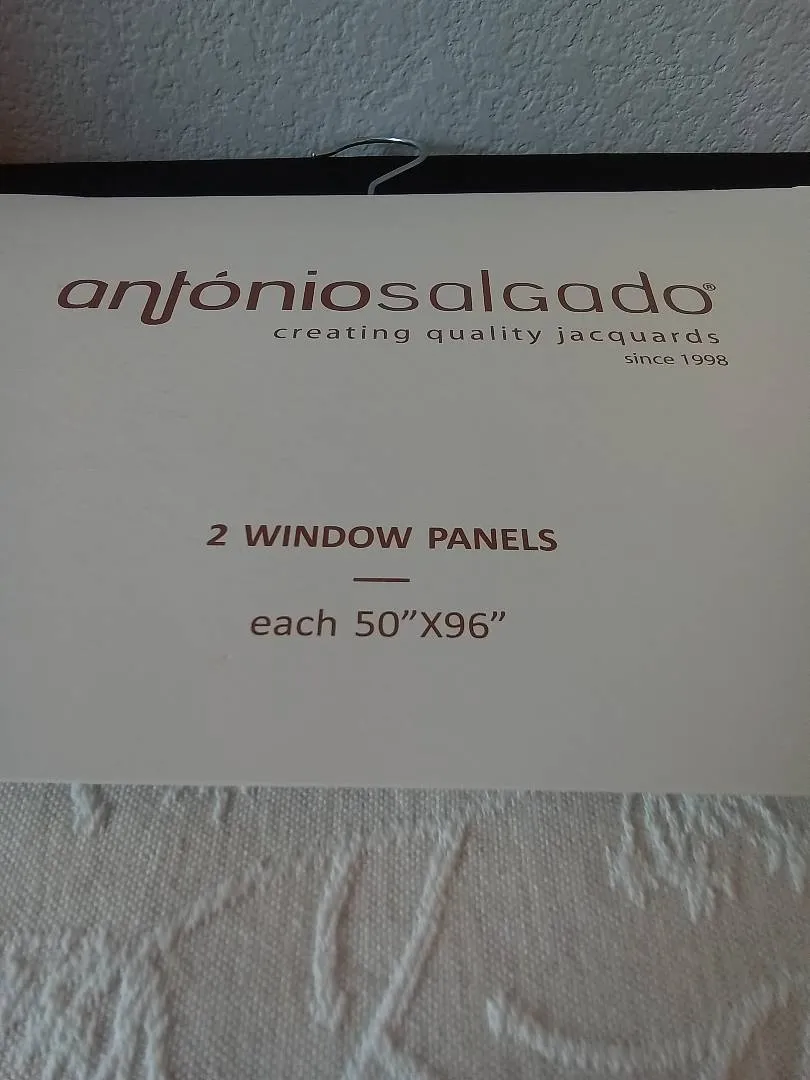 antóniosalgado®
creating quality jacquards
since 1998
2 WINDOW PANELS
each 50”X96”